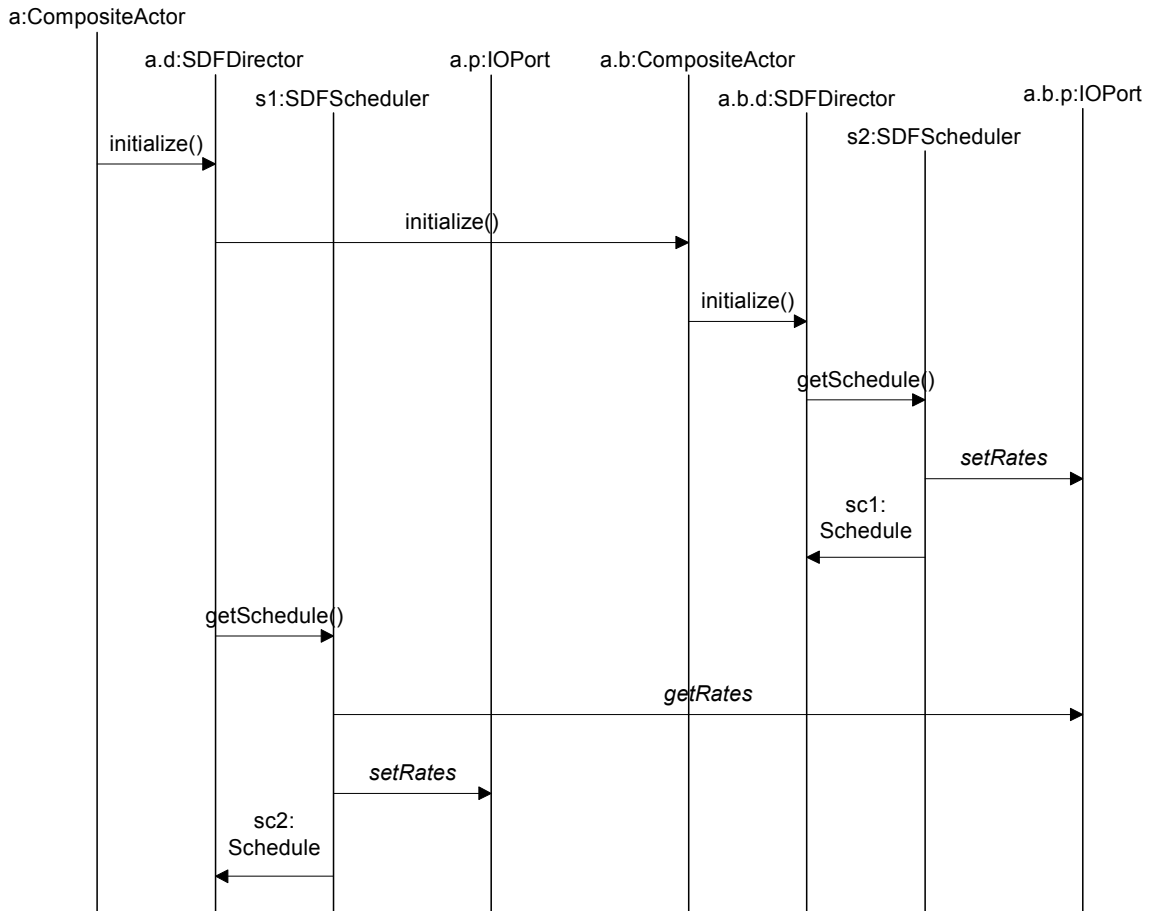 a:CompositeActor
a.d:SDFDirector
a.p:IOPort
a.b:CompositeActor
s1:SDFScheduler
a.b.d:SDFDirector
a.b.p:IOPort
s2:SDFScheduler
initialize()
initialize()
initialize()
getSchedule()
setRates
sc1:
Schedule
getSchedule()
getRates
setRates
sc2:
Schedule